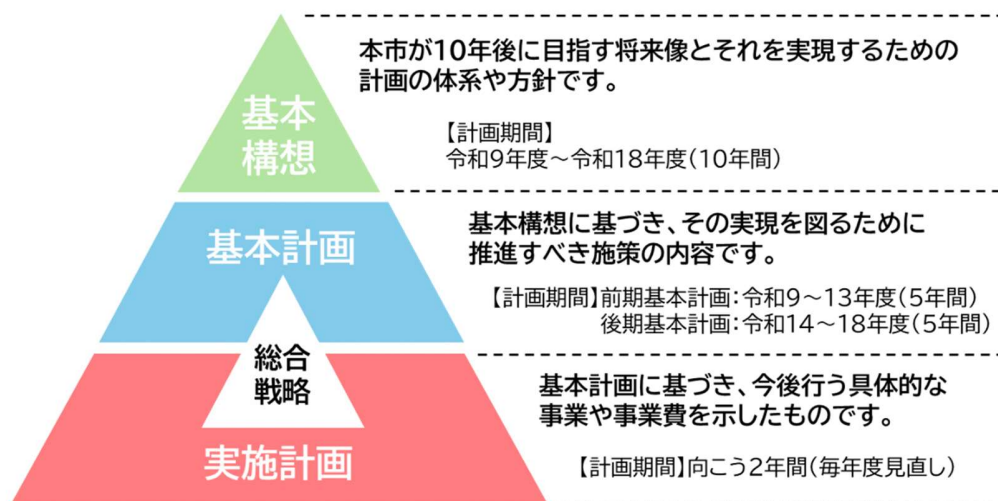 基本
構想
本市が10年後に目指す将来像とそれを実現するための
計画の体系や方針です。
【計画期間】
令和9年度～令和18年度(10年間)
基本計画
基本構想に基づき、その実現を図るために
推進すべき施策の内容です。
【計画期間】前期基本計画：令和9～13年度(5年間)
後期基本計画：令和14～18年度(5年間)
総合
戦略
実施計画
基本計画に基づき、今後行う具体的な
事業や事業費を示したものです。
【計画期間】向こう2年間(毎年度見直し)